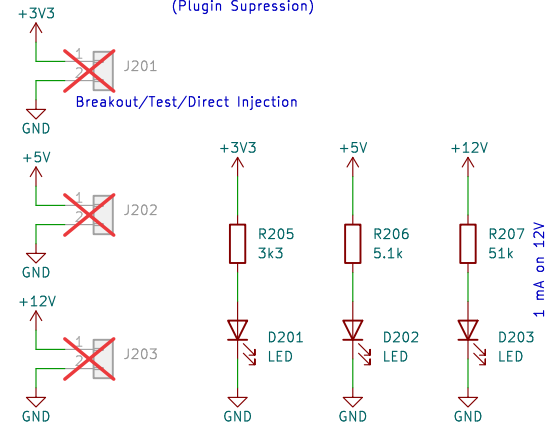 (Plugin Supression)
+3V3
1
2
J201
GND
Breakout/Test/Direct Injection
+5V
1
2
J202
GND
+12V
1
2
J203
GND
+3V3
R205
3k3
D201
LED
GND
+5V
R206
5.1k
D202
LED
GND
+12V
R207
51k
D203
LED
GND
1 mA on 12V